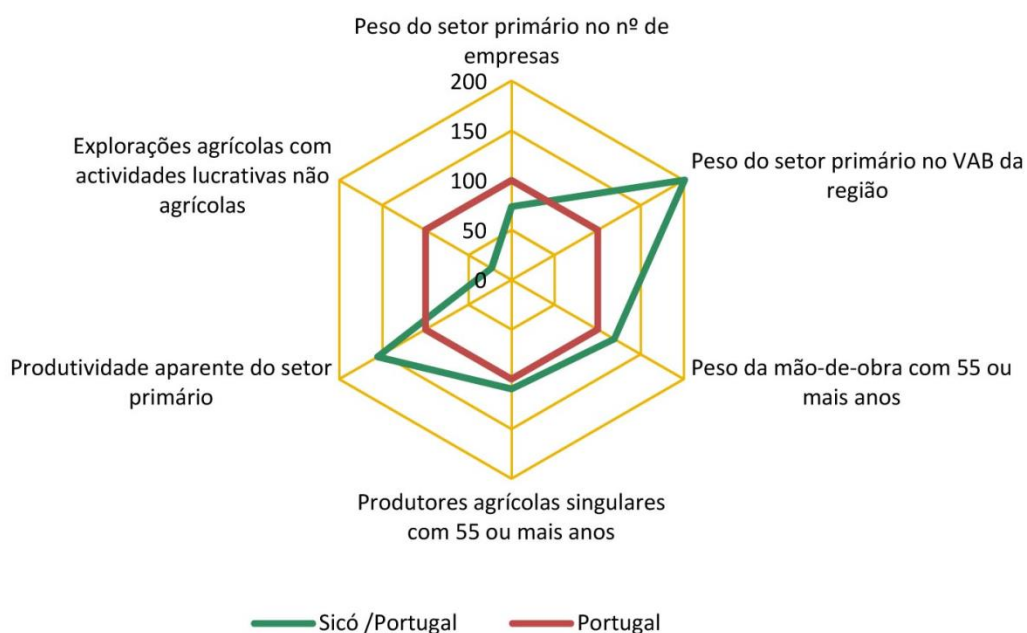 Peso do setor primário no nº de
empresas
200
150
100
50
0
Explorações agrícolas com
actividades lucrativas não
agrícolas
Peso do setor primário no VAB da
região
Produtividade aparente do setor
primário
Peso da mão-de-obra com 55 ou
mais anos
Produtores agrícolas singulares
com 55 ou mais anos
Sicó /Portugal
Portugal